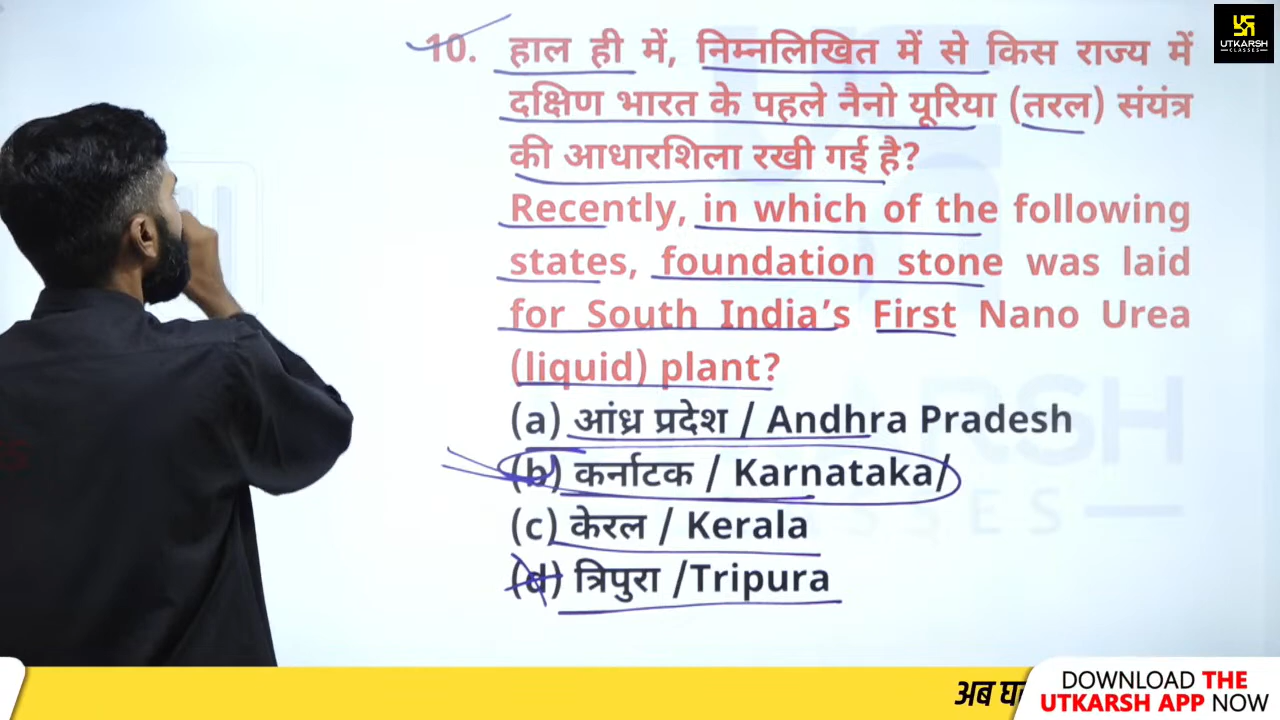 UTKARSH
CLASSES
10. हाल ही में, निम्नलिखित में से किस राज्य में
दक्षिण भारत के पहले नैनो यूरिया (तरल) संयंत्र
की आधारशिला रखी गई है?
Recently, in which of the following
states, foundation stone was laid
for South India’s First Nano Urea
(liquid) plant?
(a) आंध्र प्रदेश / Andhra Pradesh
(b) कर्नाटक / Karnataka/
(c) केरल / Kerala
(d) त्रिपुरा /Tripura
अब
DOWNLOAD THE
UTKARSH APP NOW